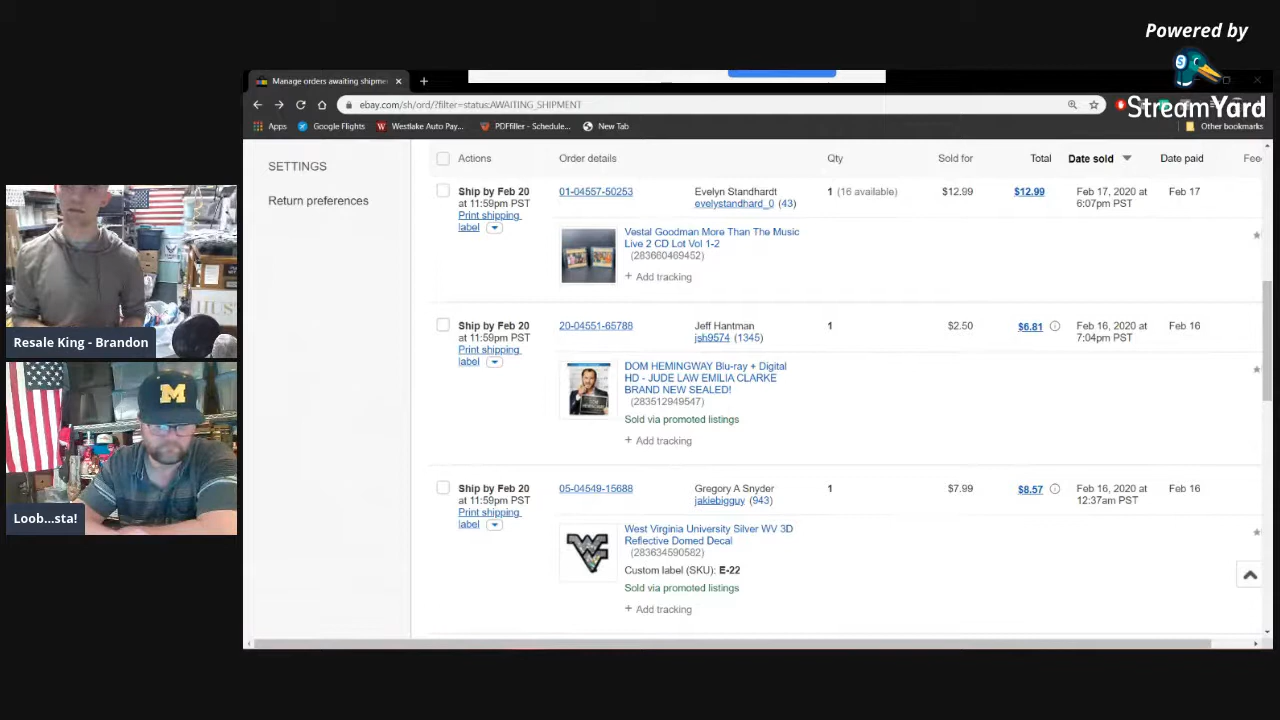 Powered by
StreamYard
Manage orders awaiting shipme
ebay.com/sh/ord/?filter=status:AWAITING_SHIPMENT
Apps
Google Flights
Westlake Auto Pay...
PDFfiller - Schedule...
New Tab
Other bookmarks
SETTINGS
Return preferences
Actions
Order details
Qty
Sold for
Total
Date sold
Date paid
Fee
Ship by Feb 20
at 11:59pm PST
Print shipping
label
01-04557-50253
Evelyn Standhardt
evelystandhard_0 (43)
1 (16 available)
$12.99
$12.99
Feb 17, 2020 at
6:07pm PST
Feb 17
Vestal Goodman More Than The Music
Live 2 CD Lot Vol 1-2
(283660469452)
+ Add tracking
Ship by Feb 20
at 11:59pm PST
Print shipping
label
20-04551-65788
Jeff Hantman
jsh9574 (1345)
1
$2.50
$6.81
Feb 16, 2020 at
7:04pm PST
Feb 16
DOM HEMINGWAY Blu-ray + Digital
HD - JUDE LAW EMILIA CLARKE
BRAND NEW SEALED!
(283512949547)
Sold via promoted listings
+ Add tracking
Ship by Feb 20
at 11:59pm PST
Print shipping
label
05-04549-15688
Gregory A Snyder
jakiebigguy (943)
1
$7.99
$8.57
Feb 16, 2020 at
12:37am PST
Feb 16
West Virginia University Silver WV 3D
Reflective Domed Decal
(283634590582)
Custom label (SKU): E-22
Sold via promoted listings
+ Add tracking
Resale King - Brandon
HUS
M
Loob...sta!